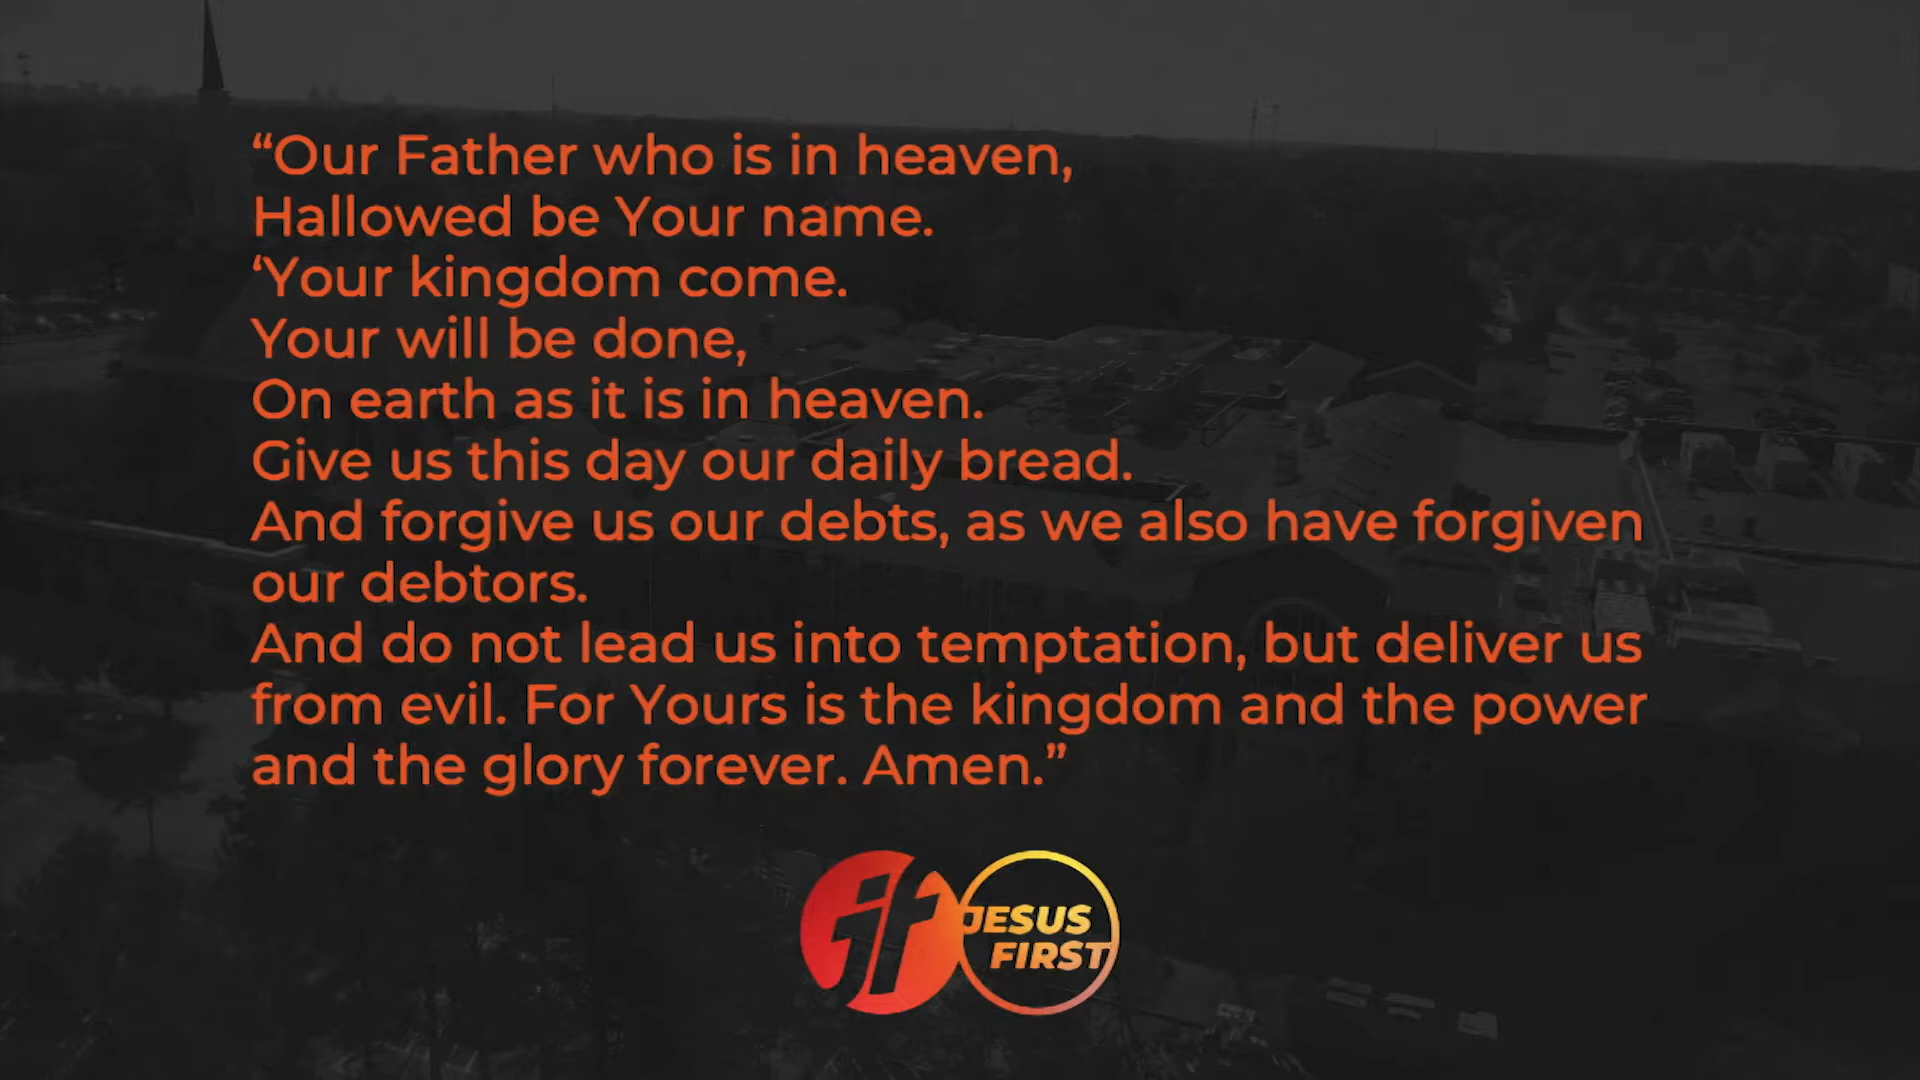 “Our Father who is in heaven,
Hallowed be Your name.
‘Your kingdom come.
Your will be done,
On earth as it is in heaven.
Give us this day our daily bread.
And forgive us our debts, as we also have forgiven
our debtors.
And do not lead us into temptation, but deliver us
from evil. For Yours is the kingdom and the power
and the glory forever. Amen.”
jf JESUS
FIRST